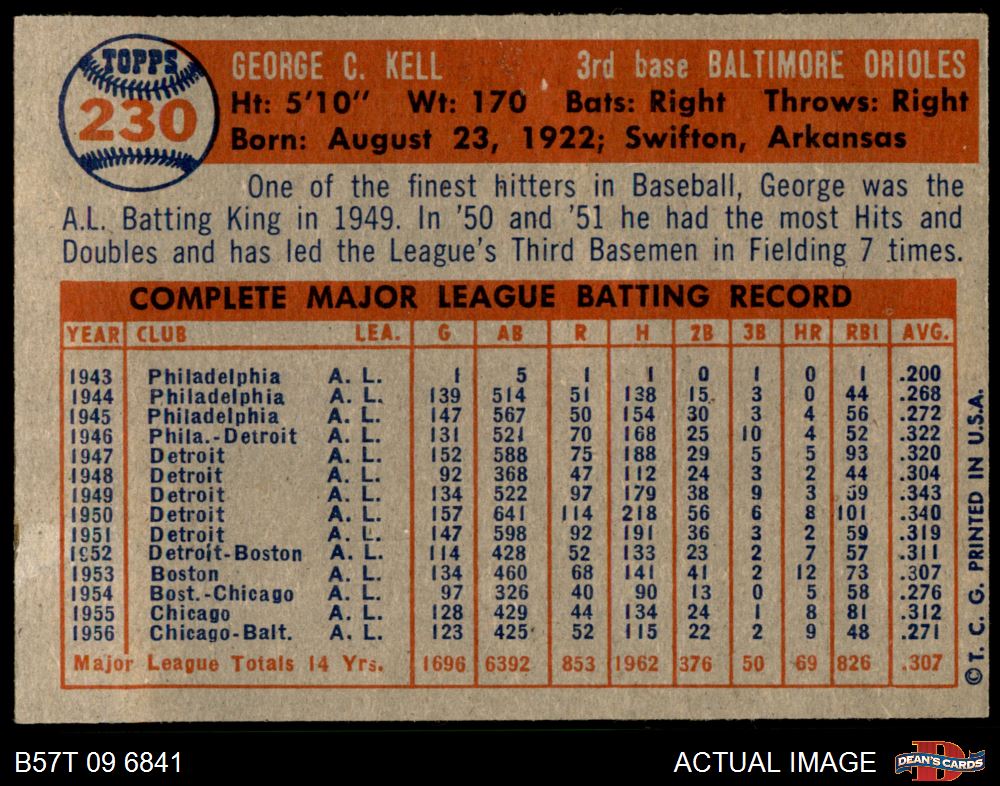 TOPPS
230
GEORGE C. KELL 3rd base BALTIMORE ORIOLES
Ht: 5'10" Wt: 170 Bats: Right Throws: Right
Born: August 23, 1922; Swifton, Arkansas
One of the finest hitters in Baseball, George was the
A.L. Batting King in 1949. In '50 and '51 he had the most Hits and
Doubles and has led the League's Third Basemen in Fielding 7 times.
COMPLETE MAJOR LEAGUE BATTING RECORD
YEAR CLUB LEA. G AB R H 2B 3B HR RBI AVG.
1943 Philadelphia A. L. 1 5 1 1 0 1 0 1 .200
1944 Philadelphia A. L. 139 514 51 138 15 3 0 44 .268
1945 Philadelphia A. L. 147 567 50 154 30 3 4 56 .272
1946 Phila.-Detroit A. L. 131 521 70 168 25 10 4 52 .322
1947 Detroit A. L. 152 588 75 188 29 5 5 93 .320
1948 Detroit A. L. 92 368 47 112 24 3 2 44 .304
1949 Detroit A. L. 134 522 97 179 38 9 3 59 .343
1950 Detroit A. L. 157 641 114 218 56 6 8 101 .340
1951 Detroit A. L. 147 598 92 191 36 3 2 59 .319
1952 Detroit-Boston A. L. 114 428 52 133 23 2 7 57 .311
1953 Boston A. L. 134 460 68 141 41 2 12 73 .307
1954 Bost.-Chicago A. L. 97 326 40 90 13 0 5 58 .276
1955 Chicago A. L. 128 429 44 134 24 1 8 81 .312
1956 Chicago-Balt. A. L. 123 425 52 115 22 2 9 48 .271
Major League Totals 14 Yrs. 1696 6392 853 1962 376 50 69 826 .307
©T. C. G. PRINTED IN U.S.A.
B57T 09 6841 ACTUAL IMAGE
D
DEAN'S CARDS